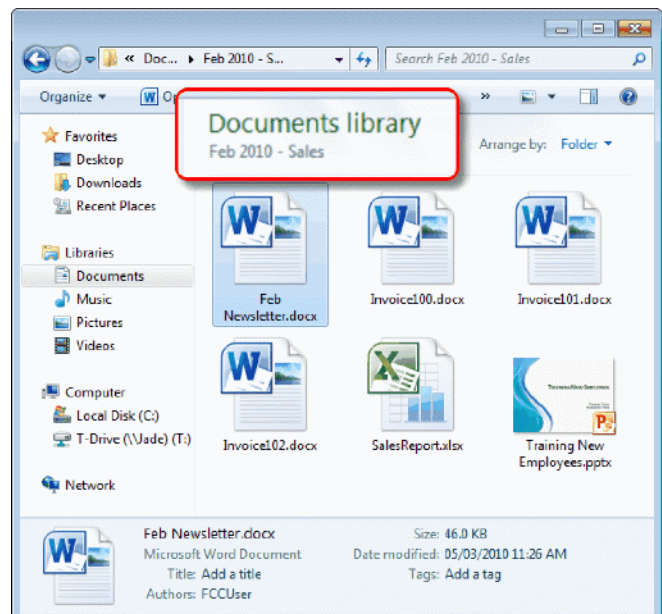 « Doc... ▸ Feb 2010 - S...
Search Feb 2010 - Sales
Organize
W
»
Documents library
Feb 2010 - Sales
Arrange by: Folder
Favorites
Desktop
Downloads
Recent Places
Libraries
Documents
Music
Pictures
Videos
Computer
Local Disk (C:)
T-Drive (\\Jade) (T:)
Network
Feb
Newsletter.docx
Invoice100.docx
Invoice101.docx
Invoice102.docx
SalesReport.xlsx
Training New
Employees.pptx
Feb Newsletter.docx
Microsoft Word Document
Title: Add a title
Authors: FCCUser
Size: 46.0 KB
Date modified: 05/03/2010 11:26 AM
Tags: Add a tag